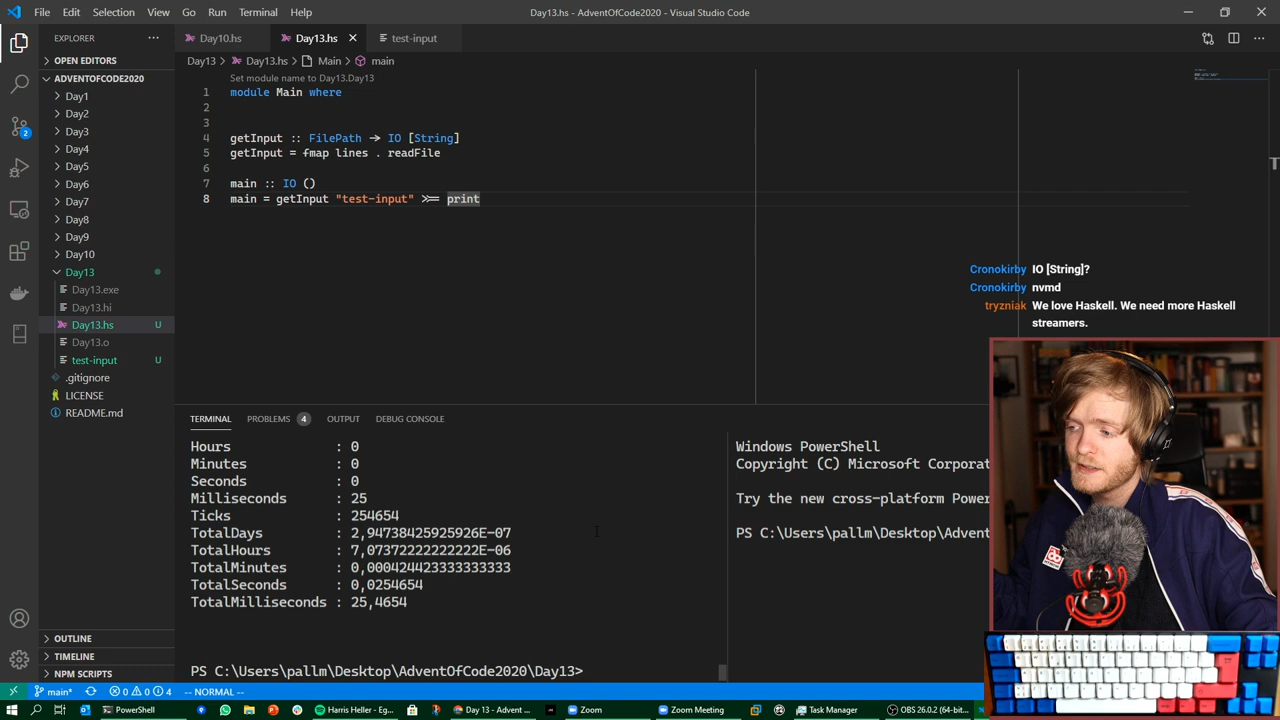 File Edit Selection View Go Run Terminal Help
Day13.hs - AdventOfCode2020 - Visual Studio Code
EXPLORER
Day10.hs
Day13.hs
test-input
OPEN EDITORS
Day13 > Day13.hs > Main > main
ADVENTOFCODE2020
Day1
Day2
Day3
Day4
Day5
Day6
Day7
Day8
Day9
Day10
Day13
Day13.exe
Day13.hi
Day13.hs U
Day13.o
test-input U
.gitignore
LICENSE
README.md
OUTLINE
TIMELINE
NPM SCRIPTS
2
Set module name to Day13.Day13
1 module Main where
2
3
4 getInput :: FilePath → IO [String]
5 getInput = fmap lines . readFile
6
7 main :: IO ()
8 main = getInput "test-input" >>= print
Cronokirby IO [String]?
Cronokirby nvmd
tryzniak We love Haskell. We need more Haskell
streamers.
TERMINAL PROBLEMS 4 OUTPUT DEBUG CONSOLE
Hours : 0
Minutes : 0
Seconds : 0
Milliseconds : 25
Ticks : 254654
TotalDays : 2,94738425925926E-07
TotalHours : 7,07372222222222E-06
TotalMinutes : 0,000424423333333333
TotalSeconds : 0,0254654
TotalMilliseconds : 25,4654
PS C:\Users\pallm\Desktop\AdventOfCode2020\Day13>
Windows PowerShell
Copyright (C) Microsoft Corporat
Try the new cross-platform Power
PS C:\Users\pallm\Desktop\Advent
main* 0 0 4 -- NORMAL --
PowerShell
Harris Heller - Eg...
Day 13 - Advent ...
Zoom
Zoom Meeting
Task Manager
OBS 26.0.2 (64-bit...